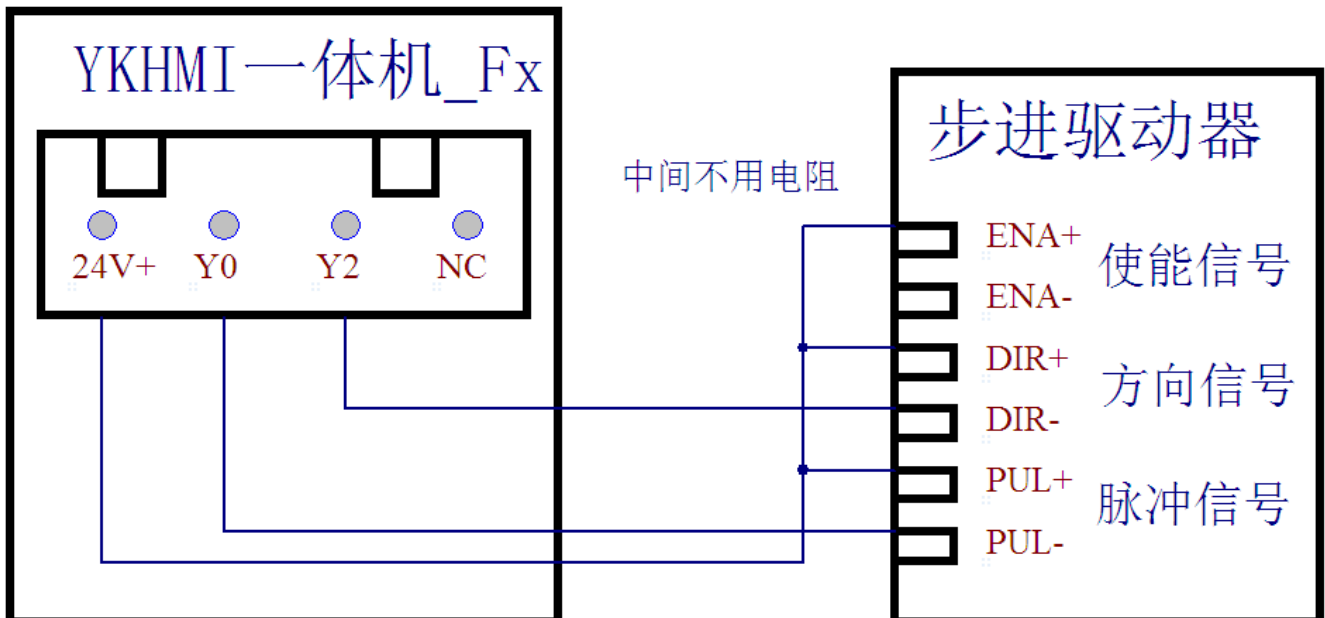 YKHMI一体机_Fx
24V+ Y0 Y2 NC
中间不用电阻
步进驱动器
ENA+
使能信号
ENA-
DIR+
方向信号
DIR-
PUL+
脉冲信号
PUL-